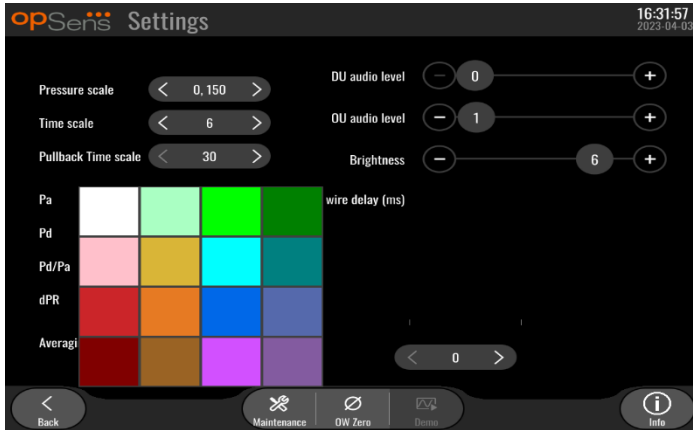 opSens Settings
16:31:57
2023-04-03
Pressure scale < 0, 150 >
Time scale < 6 >
Pullback Time scale < 30 >
DU audio level − 0 +
OU audio level − 1 +
Brightness − 6 +
Pa
wire delay (ms)
Pd
Pd/Pa
dPR
Averagi
< 0 >
Back
Maintenance
OW Zero
Demo
Info